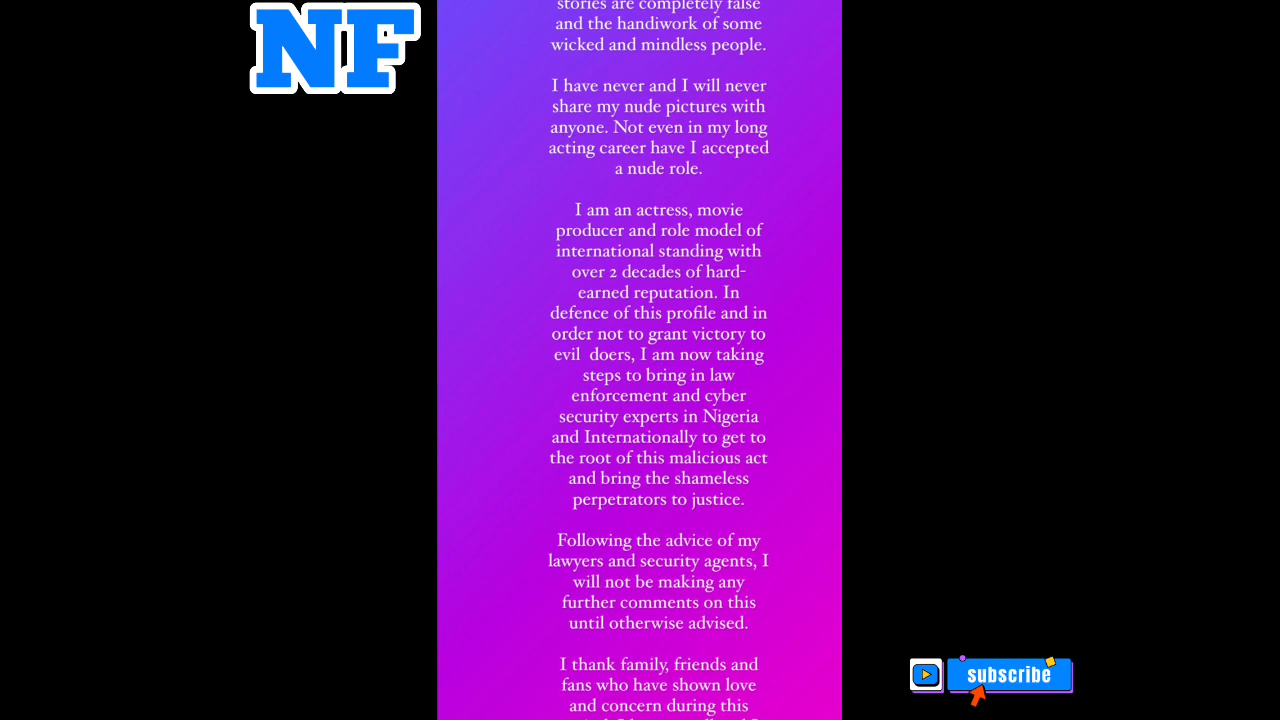 NF
stories are completely false
and the handiwork of some
wicked and mindless people.
I have never and I will never
share my nude pictures with
anyone. Not even in my long
acting career have I accepted
a nude role.
I am an actress, movie
producer and role model of
international standing with
over 2 decades of hard-
earned reputation. In
defence of this profile and in
order not to grant victory to
evil  doers, I am now taking
steps to bring in law
enforcement and cyber
security experts in Nigeria
and Internationally to get to
the root of this malicious act
and bring the shameless
perpetrators to justice.
Following the advice of my
lawyers and security agents, I
will not be making any
further comments on this
until otherwise advised.
I thank family, friends and
fans who have shown love
and concern during this
subscribe